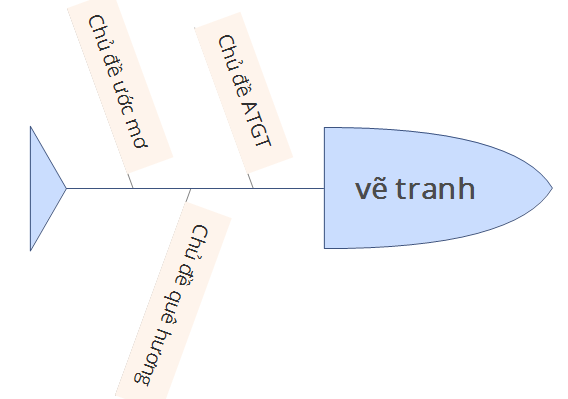 Chủ đề ước mơ
Chủ đề ATGT
vẽ tranh
Chủ đề quê hương